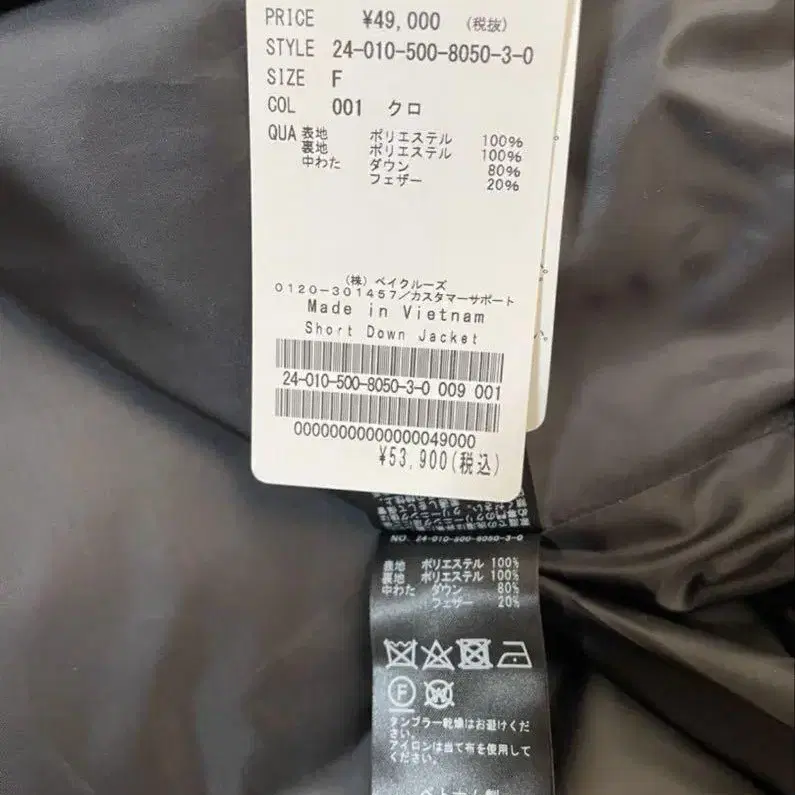 PRICE ¥49,000 (税抜)
STYLE 24-010-500-8050-3-0
SIZE F
COL 001 クロ
QUA 表地 ポリエステル 100%
裏地 ポリエステル 100%
中わた ダウン 80%
フェザー 20%
(株) ベイクルーズ
0120-301457/カスタマーサポート
Made in Vietnam
Short Down Jacket
24-010-500-8050-3-0 009 001
00000000000000049000
¥53,900(税込)
NO. 24-010-500-8050-3-0
表地 ポリエステル 100%
裏地 ポリエステル 100%
中わた ダウン 80%
フェザー 20%
F
W
タンブラー乾燥はお避けくだ
さい。
アイロンは当て布を使用して
ください。